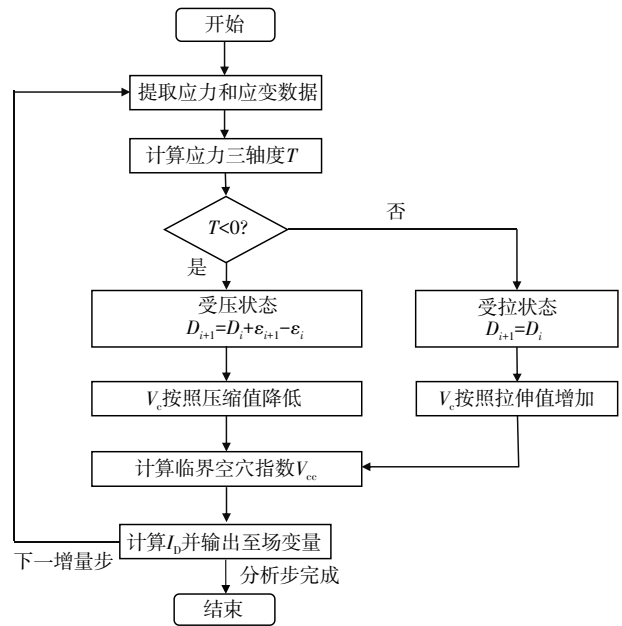 开始
提取应力和应变数据
计算应力三轴度T
T<0?
否
是
受压状态
D_{i+1}=D_i+ε_{i+1}−ε_i
受拉状态
D_{i+1}=D_i
V_c按照压缩值降低
V_c按照拉伸值增加
计算临界空穴指数V_{cc}
计算I_D并输出至场变量
下一增量步
分析步完成
结束